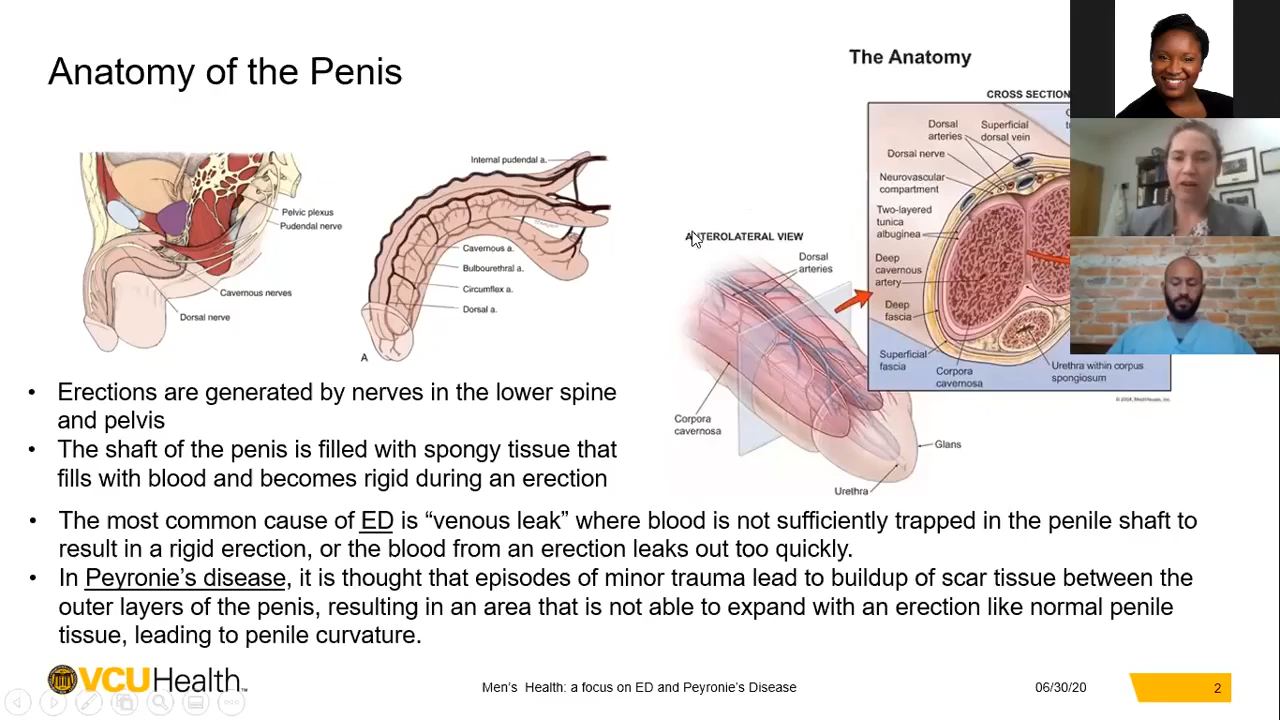 Anatomy of the Penis
Pelvic plexus
Pudendal nerve
Cavernous nerves
Dorsal nerve
Internal pudendal a.
Cavernous a.
Bulbourethral a.
Circumflex a.
Dorsal a.
A
The Anatomy
CROSS SECTION
Dorsal
arteries
Superficial
dorsal vein
Dorsal nerve
Neurovascular
compartment
Two-layered
tunica
albuginea
Deep
cavernous
artery
Deep
fascia
Superficial
fascia
Corpora
cavernosa
Urethra within corpus
spongiosum
ANTEROLATERAL VIEW
Dorsal
arteries
Corpora
cavernosa
Glans
Urethra
• Erections are generated by nerves in the lower spine
and pelvis
• The shaft of the penis is filled with spongy tissue that
fills with blood and becomes rigid during an erection
• The most common cause of ED is “venous leak” where blood is not sufficiently trapped in the penile shaft to
result in a rigid erection, or the blood from an erection leaks out too quickly.
• In Peyronie’s disease, it is thought that episodes of minor trauma lead to buildup of scar tissue between the
outer layers of the penis, resulting in an area that is not able to expand with an erection like normal penile
tissue, leading to penile curvature.
VCUHealth™
Men’s Health: a focus on ED and Peyronie’s Disease
06/30/20
2